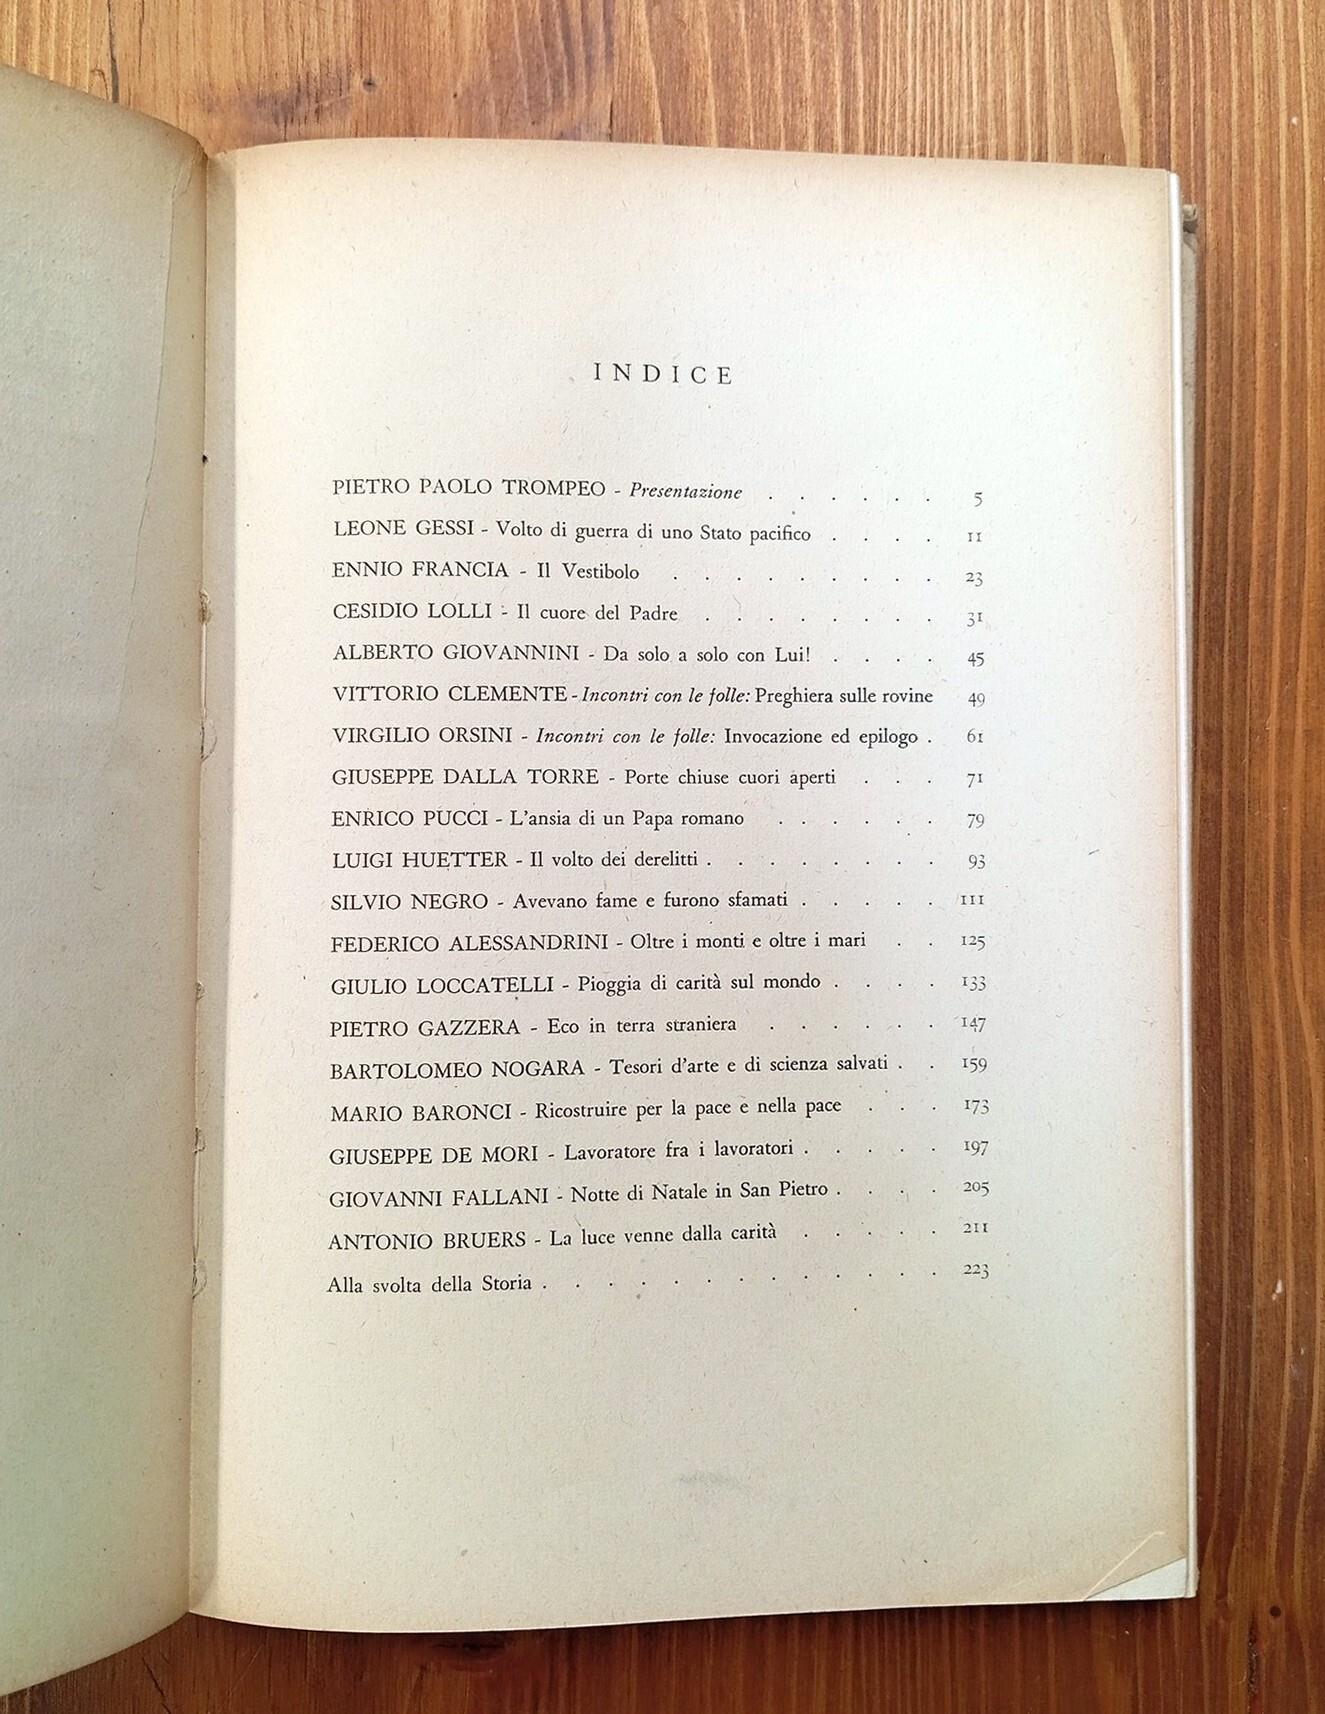 INDICE
PIETRO PAOLO TROMPEO - Presentazione . . . . . . 5
LEONE GESSI - Volto di guerra di uno Stato pacifico . . . . 11
ENNIO FRANCIA - Il Vestibolo . . . . . . . . . 23
CESIDIO LOLLI - Il cuore del Padre . . . . . . . . 31
ALBERTO GIOVANNINI - Da solo a solo con Lui! . . . . 45
VITTORIO CLEMENTE - Incontri con le folle: Preghiera sulle rovine 49
VIRGILIO ORSINI - Incontri con le folle: Invocazione ed epilogo . 61
GIUSEPPE DALLA TORRE - Porte chiuse cuori aperti . . . 71
ENRICO PUCCI - L'ansia di un Papa romano . . . . . . 79
LUIGI HUETTER - Il volto dei derelitti . . . . . . . . 93
SILVIO NEGRO - Avevano fame e furono sfamati . . . . . 111
FEDERICO ALESSANDRINI - Oltre i monti e oltre i mari . . 125
GIULIO LOCCATELLI - Pioggia di carità sul mondo . . . . 133
PIETRO GAZZERA - Eco in terra straniera . . . . . . 147
BARTOLOMEO NOGARA - Tesori d'arte e di scienza salvati . . 159
MARIO BARONCI - Ricostruire per la pace e nella pace . . . 173
GIUSEPPE DE MORI - Lavoratore fra i lavoratori . . . . . 197
GIOVANNI FALLANI - Notte di Natale in San Pietro . . . . 205
ANTONIO BRUERS - La luce venne dalla carità . . . . . 211
Alla svolta della Storia . . . . . . . . . . . . . 223